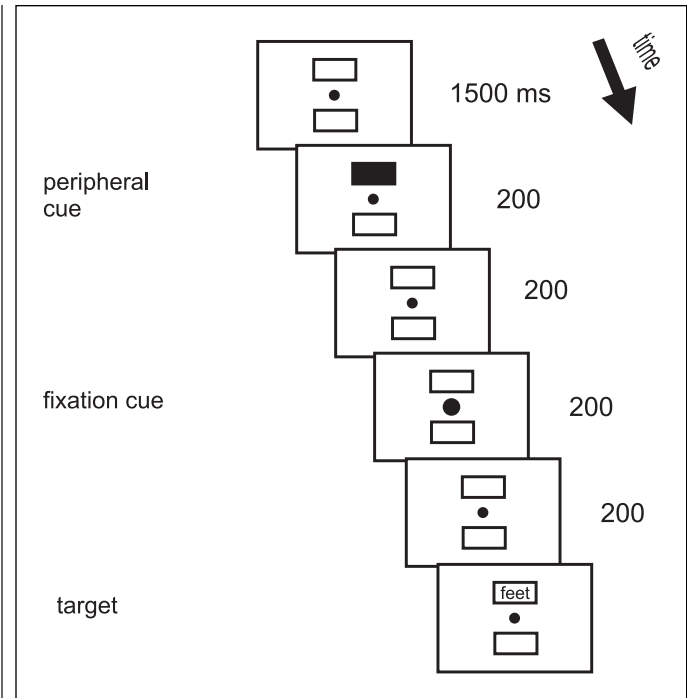 time
1500 ms
peripheral
cue
200
200
fixation cue
200
200
target
feet